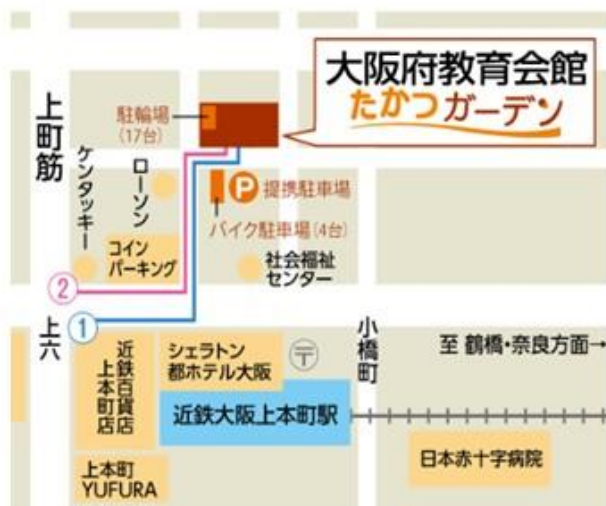 大阪府教育会館
たかつガーデン
上町筋
駐輪場
(17台)
ケンタッキー
ローソン
P 提携駐車場
バイク駐車場(4台)
コイン
パーキング
社会福祉
センター
②
①
上六
小橋町
至 鶴橋・奈良方面→
近鉄百貨店
上本町店
シェラトン
都ホテル大阪
〒
近鉄大阪上本町駅
上本町
YUFURA
日本赤十字病院